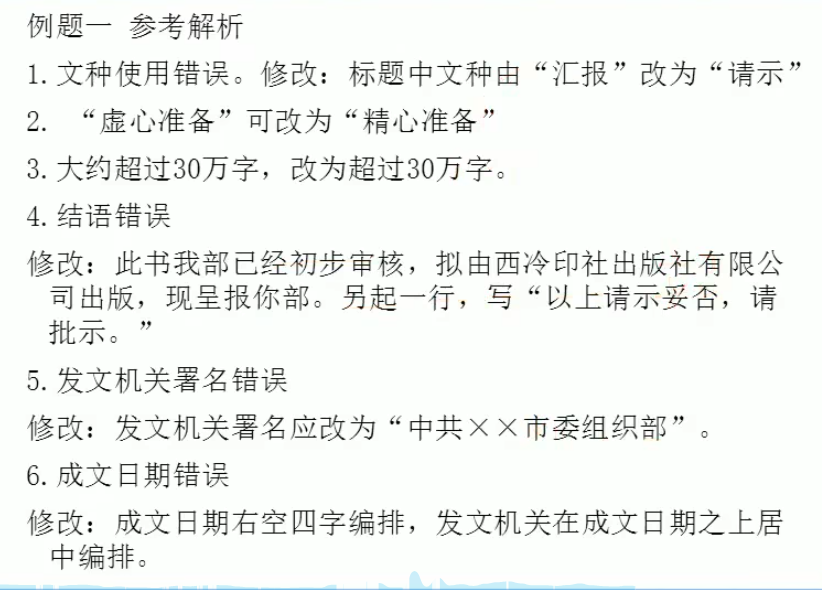 例题一 参考解析
1.文种使用错误。修改：标题中文种由“汇报”改为“请示”
2. “虚心准备”可改为“精心准备”
3.大约超过30万字，改为超过30万字。
4.结语错误
修改：此书我部已经初步审核，拟由西冷印社出版社有限公
司出版，现呈报你部。另起一行，写“以上请示妥否，请
批示。”
5.发文机关署名错误
修改：发文机关署名应改为“中共××市委组织部”。
6.成文日期错误
修改：成文日期右空四字编排，发文机关在成文日期之上居
中编排。